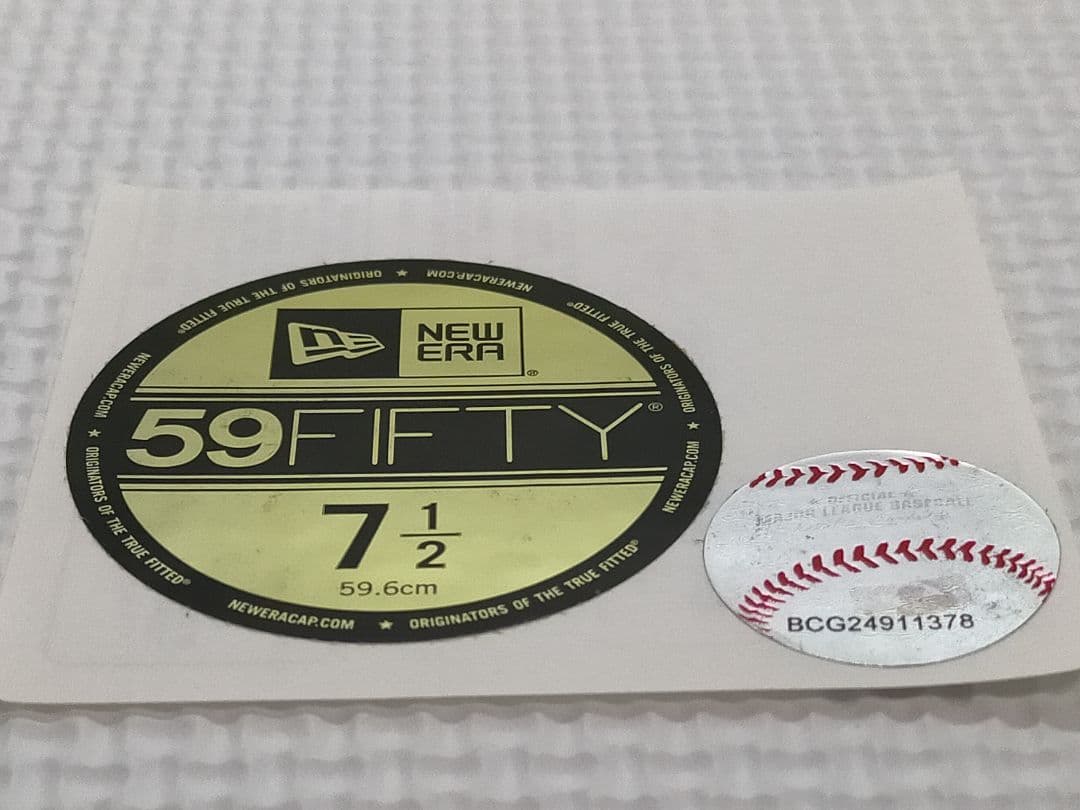 NEW
ERA®
59FIFTY®
7 1/2
59.6cm
NEWERACAP.COM ★ ORIGINATORS OF THE TRUE FITTED®
NEWERACAP.COM ★ ORIGINATORS OF THE TRUE FITTED®
NEWERACAP.COM ★ ORIGINATORS OF THE TRUE FITTED®
NEWERACAP.COM ★ ORIGINATORS OF THE TRUE FITTED®
★ OFFICIAL ★
MAJOR LEAGUE BASEBALL
BCG24911378